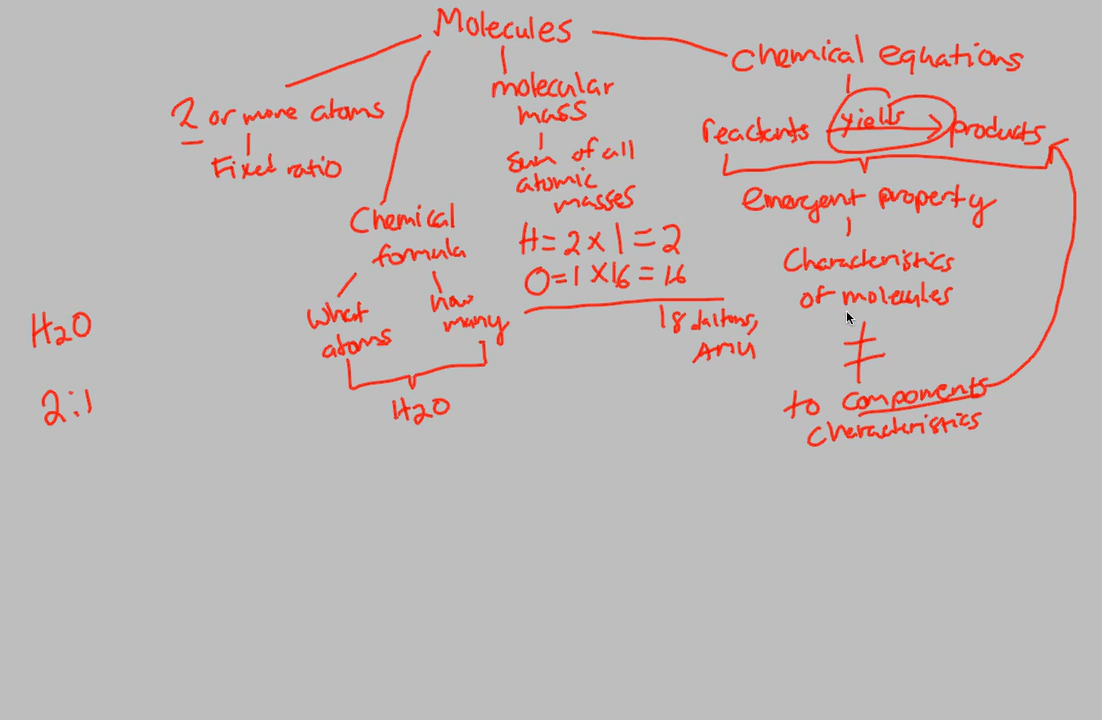 Molecules
2 or more atoms
Fixed ratio
Chemical
formula
what
atoms
how
many
H2O
molecular
mass
Sum of all
atomic
masses
H=2×1=2
O=1×16=16
18 daltons,
AMU
Chemical equations
reactants yields products
emergent property
Characteristics
of molecules
≠
to components
characteristics
H2O
2:1